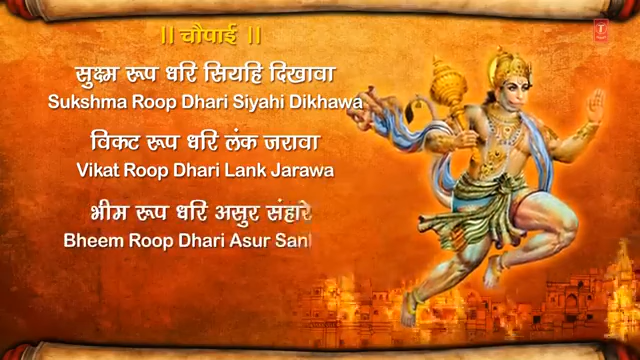 ॥ चौपाई ॥
सुक्ष्म रूप धरि सियहि दिखावा
Sukshma Roop Dhari Siyahi Dikhawa
विकट रूप धरि लंक जरावा
Vikat Roop Dhari Lank Jarawa
भीम रूप धरि असुर संहारे
Bheem Roop Dhari Asur